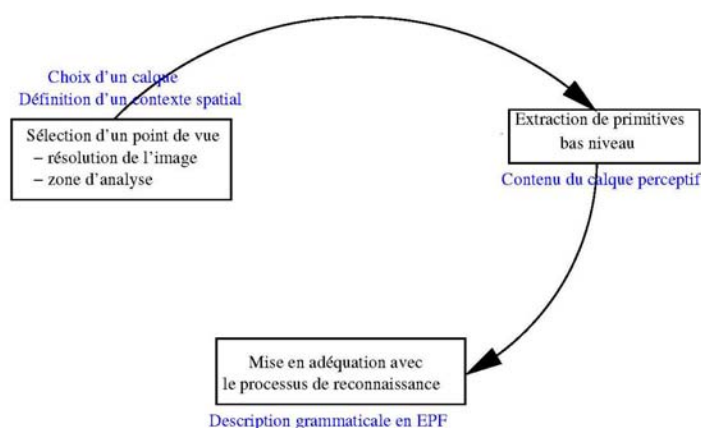 Choix d'un calque
Définition d'un contexte spatial
Sélection d'un point de vue
– résolution de l'image
– zone d'analyse
Extraction de primitives
bas niveau
Contenu du calque perceptif
Mise en adéquation avec
le processus de reconnaissance
Description grammaticale en EPF